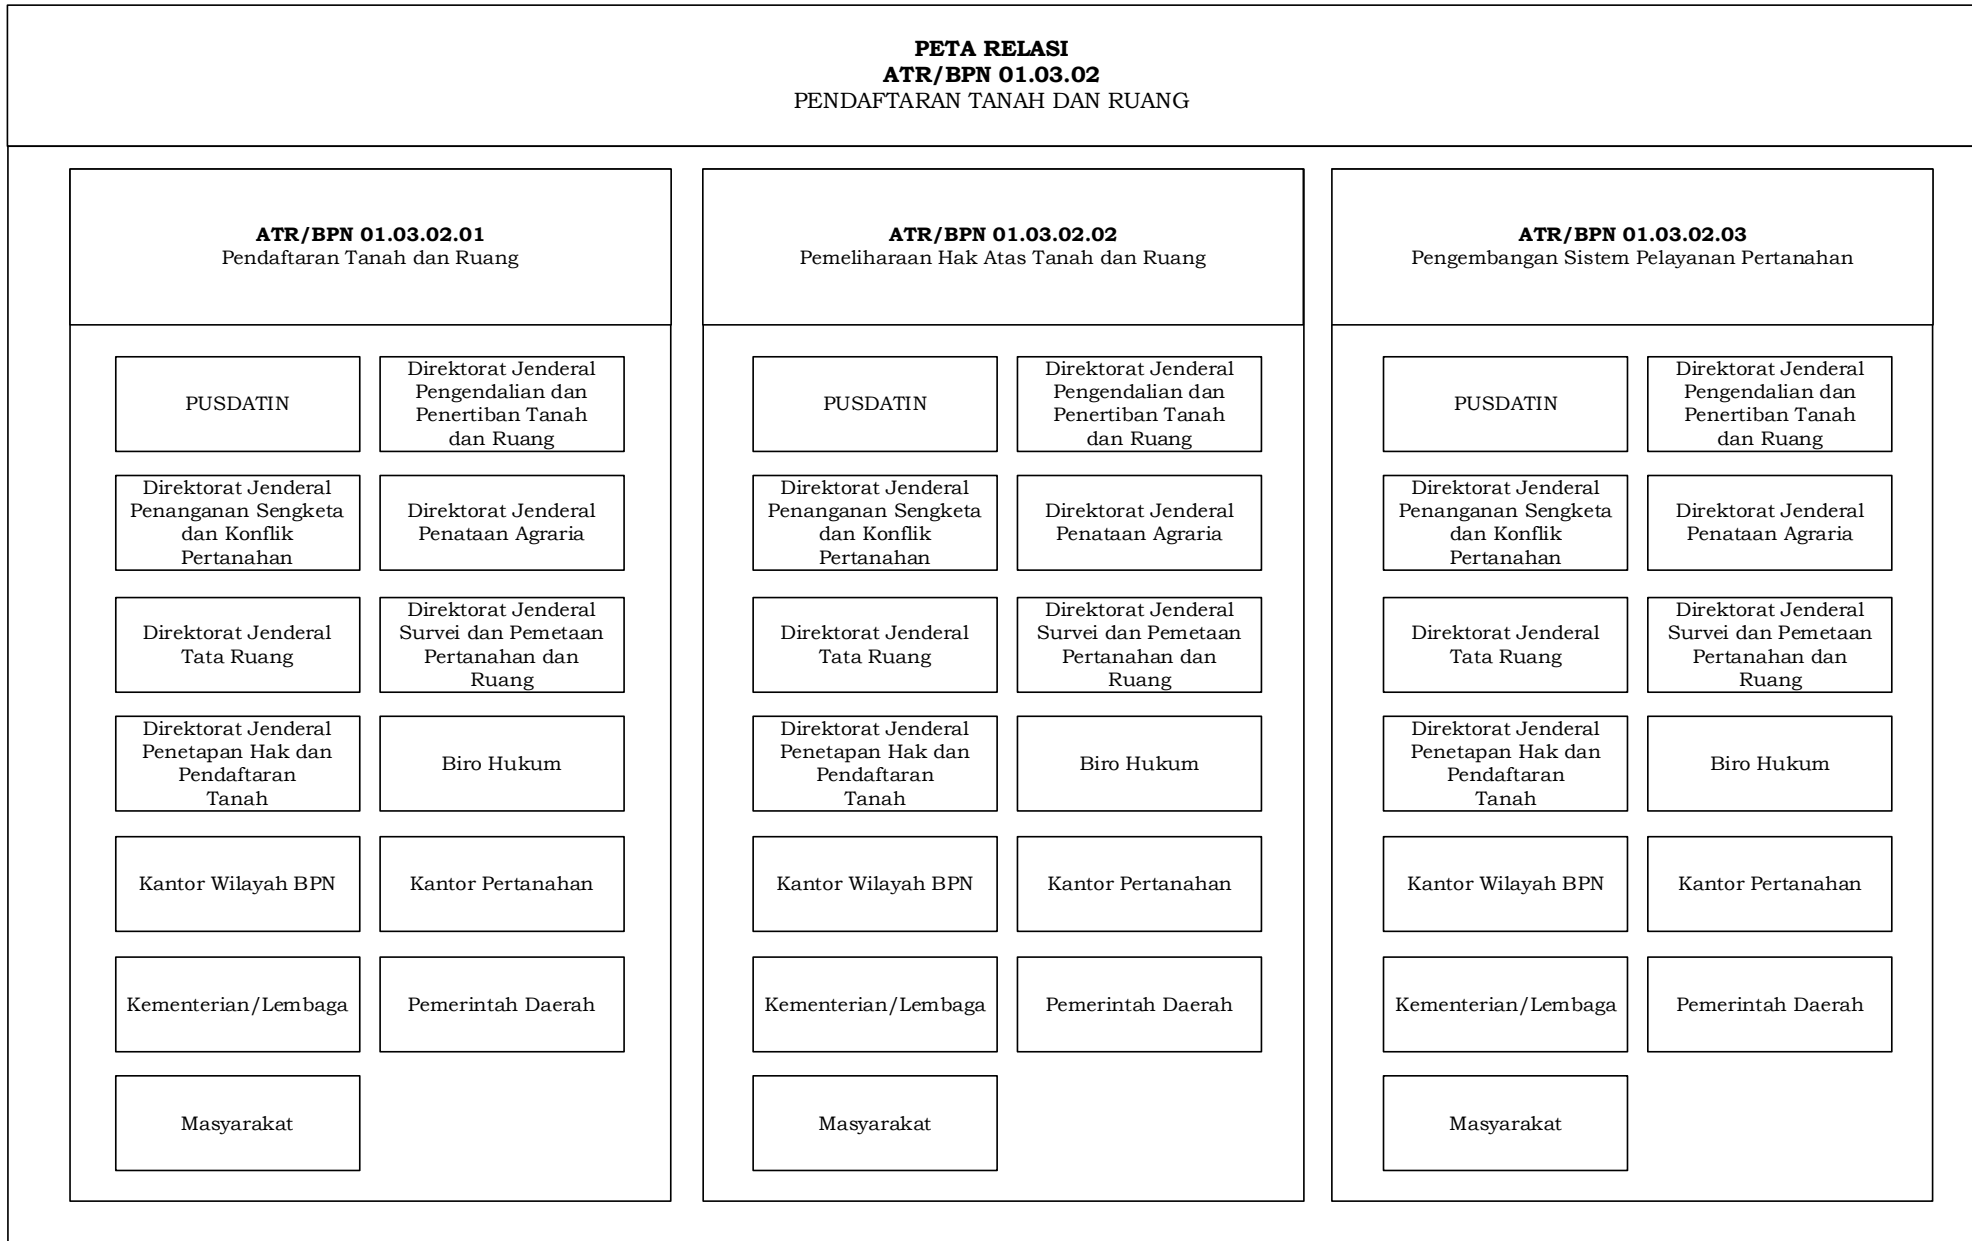 PETA RELASI
ATR/BPN 01.03.02
PENDAFTARAN TANAH DAN RUANG
ATR/BPN 01.03.02.01
Pendaftaran Tanah dan Ruang
PUSDATIN
Direktorat Jenderal
Pengendalian dan
Penertiban Tanah
dan Ruang
Direktorat Jenderal
Penanganan Sengketa
dan Konflik
Pertanahan
Direktorat Jenderal
Penataan Agraria
Direktorat Jenderal
Tata Ruang
Direktorat Jenderal
Survei dan Pemetaan
Pertanahan dan
Ruang
Direktorat Jenderal
Penetapan Hak dan
Pendaftaran
Tanah
Biro Hukum
Kantor Wilayah BPN
Kantor Pertanahan
Kementerian/Lembaga
Pemerintah Daerah
Masyarakat
ATR/BPN 01.03.02.02
Pemeliharaan Hak Atas Tanah dan Ruang
PUSDATIN
Direktorat Jenderal
Pengendalian dan
Penertiban Tanah
dan Ruang
Direktorat Jenderal
Penanganan Sengketa
dan Konflik
Pertanahan
Direktorat Jenderal
Penataan Agraria
Direktorat Jenderal
Tata Ruang
Direktorat Jenderal
Survei dan Pemetaan
Pertanahan dan
Ruang
Direktorat Jenderal
Penetapan Hak dan
Pendaftaran
Tanah
Biro Hukum
Kantor Wilayah BPN
Kantor Pertanahan
Kementerian/Lembaga
Pemerintah Daerah
Masyarakat
ATR/BPN 01.03.02.03
Pengembangan Sistem Pelayanan Pertanahan
PUSDATIN
Direktorat Jenderal
Pengendalian dan
Penertiban Tanah
dan Ruang
Direktorat Jenderal
Penanganan Sengketa
dan Konflik
Pertanahan
Direktorat Jenderal
Penataan Agraria
Direktorat Jenderal
Tata Ruang
Direktorat Jenderal
Survei dan Pemetaan
Pertanahan dan
Ruang
Direktorat Jenderal
Penetapan Hak dan
Pendaftaran
Tanah
Biro Hukum
Kantor Wilayah BPN
Kantor Pertanahan
Kementerian/Lembaga
Pemerintah Daerah
Masyarakat